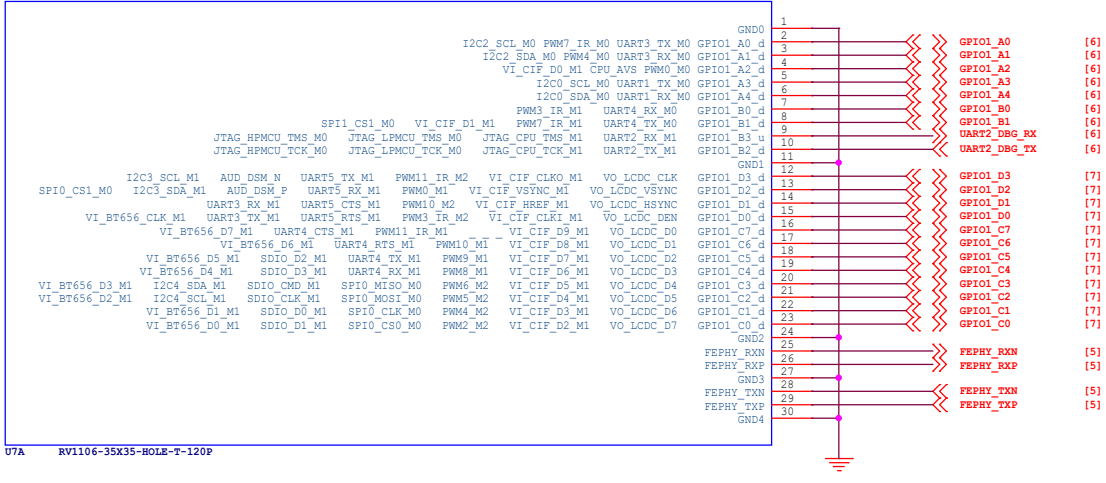 GND0 1
I2C2_SCL_M0 PWM7_IR_M0 UART3_TX_M0 GPIO1_A0_d 2 GPIO1_A0 [6]
I2C2_SDA_M0 PWM4_M0 UART3_RX_M0 GPIO1_A1_d 3 GPIO1_A1 [6]
VI_CIF_D0_M1 CPU_AVS PWM0_M0 GPIO1_A2_d 4 GPIO1_A2 [6]
I2C0_SCL_M0 UART1_TX_M0 GPIO1_A3_d 5 GPIO1_A3 [6]
I2C0_SDA_M0 UART1_RX_M0 GPIO1_A4_d 6 GPIO1_A4 [6]
PWM3_IR_M1 UART4_RX_M0 GPIO1_B0_d 7 GPIO1_B0 [6]
SPI1_CS1_M0 VI_CIF_D1_M1 PWM7_IR_M1 UART4_TX_M0 GPIO1_B1_d 8 GPIO1_B1 [6]
JTAG_HPMCU_TMS_M0 JTAG_LPMCU_TMS_M0 JTAG_CPU_TMS_M1 UART2_RX_M1 GPIO1_B3_u 9 UART2_DBG_RX [6]
JTAG_HPMCU_TCK_M0 JTAG_LPMCU_TCK_M0 JTAG_CPU_TCK_M1 UART2_TX_M1 GPIO1_B2_d 10 UART2_DBG_TX [6]
GND1 11
I2C3_SCL_M1 AUD_DSM_N UART5_TX_M1 PWM11_IR_M2 VI_CIF_CLKO_M1 VO_LCDC_CLK GPIO1_D3_d 12 GPIO1_D3 [7]
SPI0_CS1_M0 I2C3_SDA_M1 AUD_DSM_P UART5_RX_M1 PWM0_M1 VI_CIF_VSYNC_M1 VO_LCDC_VSYNC GPIO1_D2_d 13 GPIO1_D2 [7]
UART3_RX_M1 UART5_CTS_M1 PWM10_M2 VI_CIF_HREF_M1 VO_LCDC_HSYNC GPIO1_D1_d 14 GPIO1_D1 [7]
VI_BT656_CLK_M1 UART3_TX_M1 UART5_RTS_M1 PWM3_IR_M2 VI_CIF_CLKI_M1 VO_LCDC_DEN GPIO1_D0_d 15 GPIO1_D0 [7]
VI_BT656_D7_M1 UART4_CTS_M1 PWM11_IR_M1 VI_CIF_D9_M1 VO_LCDC_D0 GPIO1_C7_d 16 GPIO1_C7 [7]
VI_BT656_D6_M1 UART4_RTS_M1 PWM10_M1 VI_CIF_D8_M1 VO_LCDC_D1 GPIO1_C6_d 17 GPIO1_C6 [7]
VI_BT656_D5_M1 SDIO_D2_M1 UART4_TX_M1 PWM9_M1 VI_CIF_D7_M1 VO_LCDC_D2 GPIO1_C5_d 18 GPIO1_C5 [7]
VI_BT656_D4_M1 SDIO_D3_M1 UART4_RX_M1 PWM8_M1 VI_CIF_D6_M1 VO_LCDC_D3 GPIO1_C4_d 19 GPIO1_C4 [7]
VI_BT656_D3_M1 I2C4_SDA_M1 SDIO_CMD_M1 SPI0_MISO_M0 PWM6_M2 VI_CIF_D5_M1 VO_LCDC_D4 GPIO1_C3_d 20 GPIO1_C3 [7]
VI_BT656_D2_M1 I2C4_SCL_M1 SDIO_CLK_M1 SPI0_MOSI_M0 PWM5_M2 VI_CIF_D4_M1 VO_LCDC_D5 GPIO1_C2_d 21 GPIO1_C2 [7]
VI_BT656_D1_M1 SDIO_D0_M1 SPI0_CLK_M0 PWM4_M2 VI_CIF_D3_M1 VO_LCDC_D6 GPIO1_C1_d 22 GPIO1_C1 [7]
VI_BT656_D0_M1 SDIO_D1_M1 SPI0_CS0_M0 PWM2_M2 VI_CIF_D2_M1 VO_LCDC_D7 GPIO1_C0_d 23 GPIO1_C0 [7]
GND2 24
FEPHY_RXN 25 FEPHY_RXN [5]
FEPHY_RXP 26 FEPHY_RXP [5]
GND3 27
FEPHY_TXN 28 FEPHY_TXN [5]
FEPHY_TXP 29 FEPHY_TXP [5]
GND4 30
U7A RV1106-35X35-HOLE-T-120P